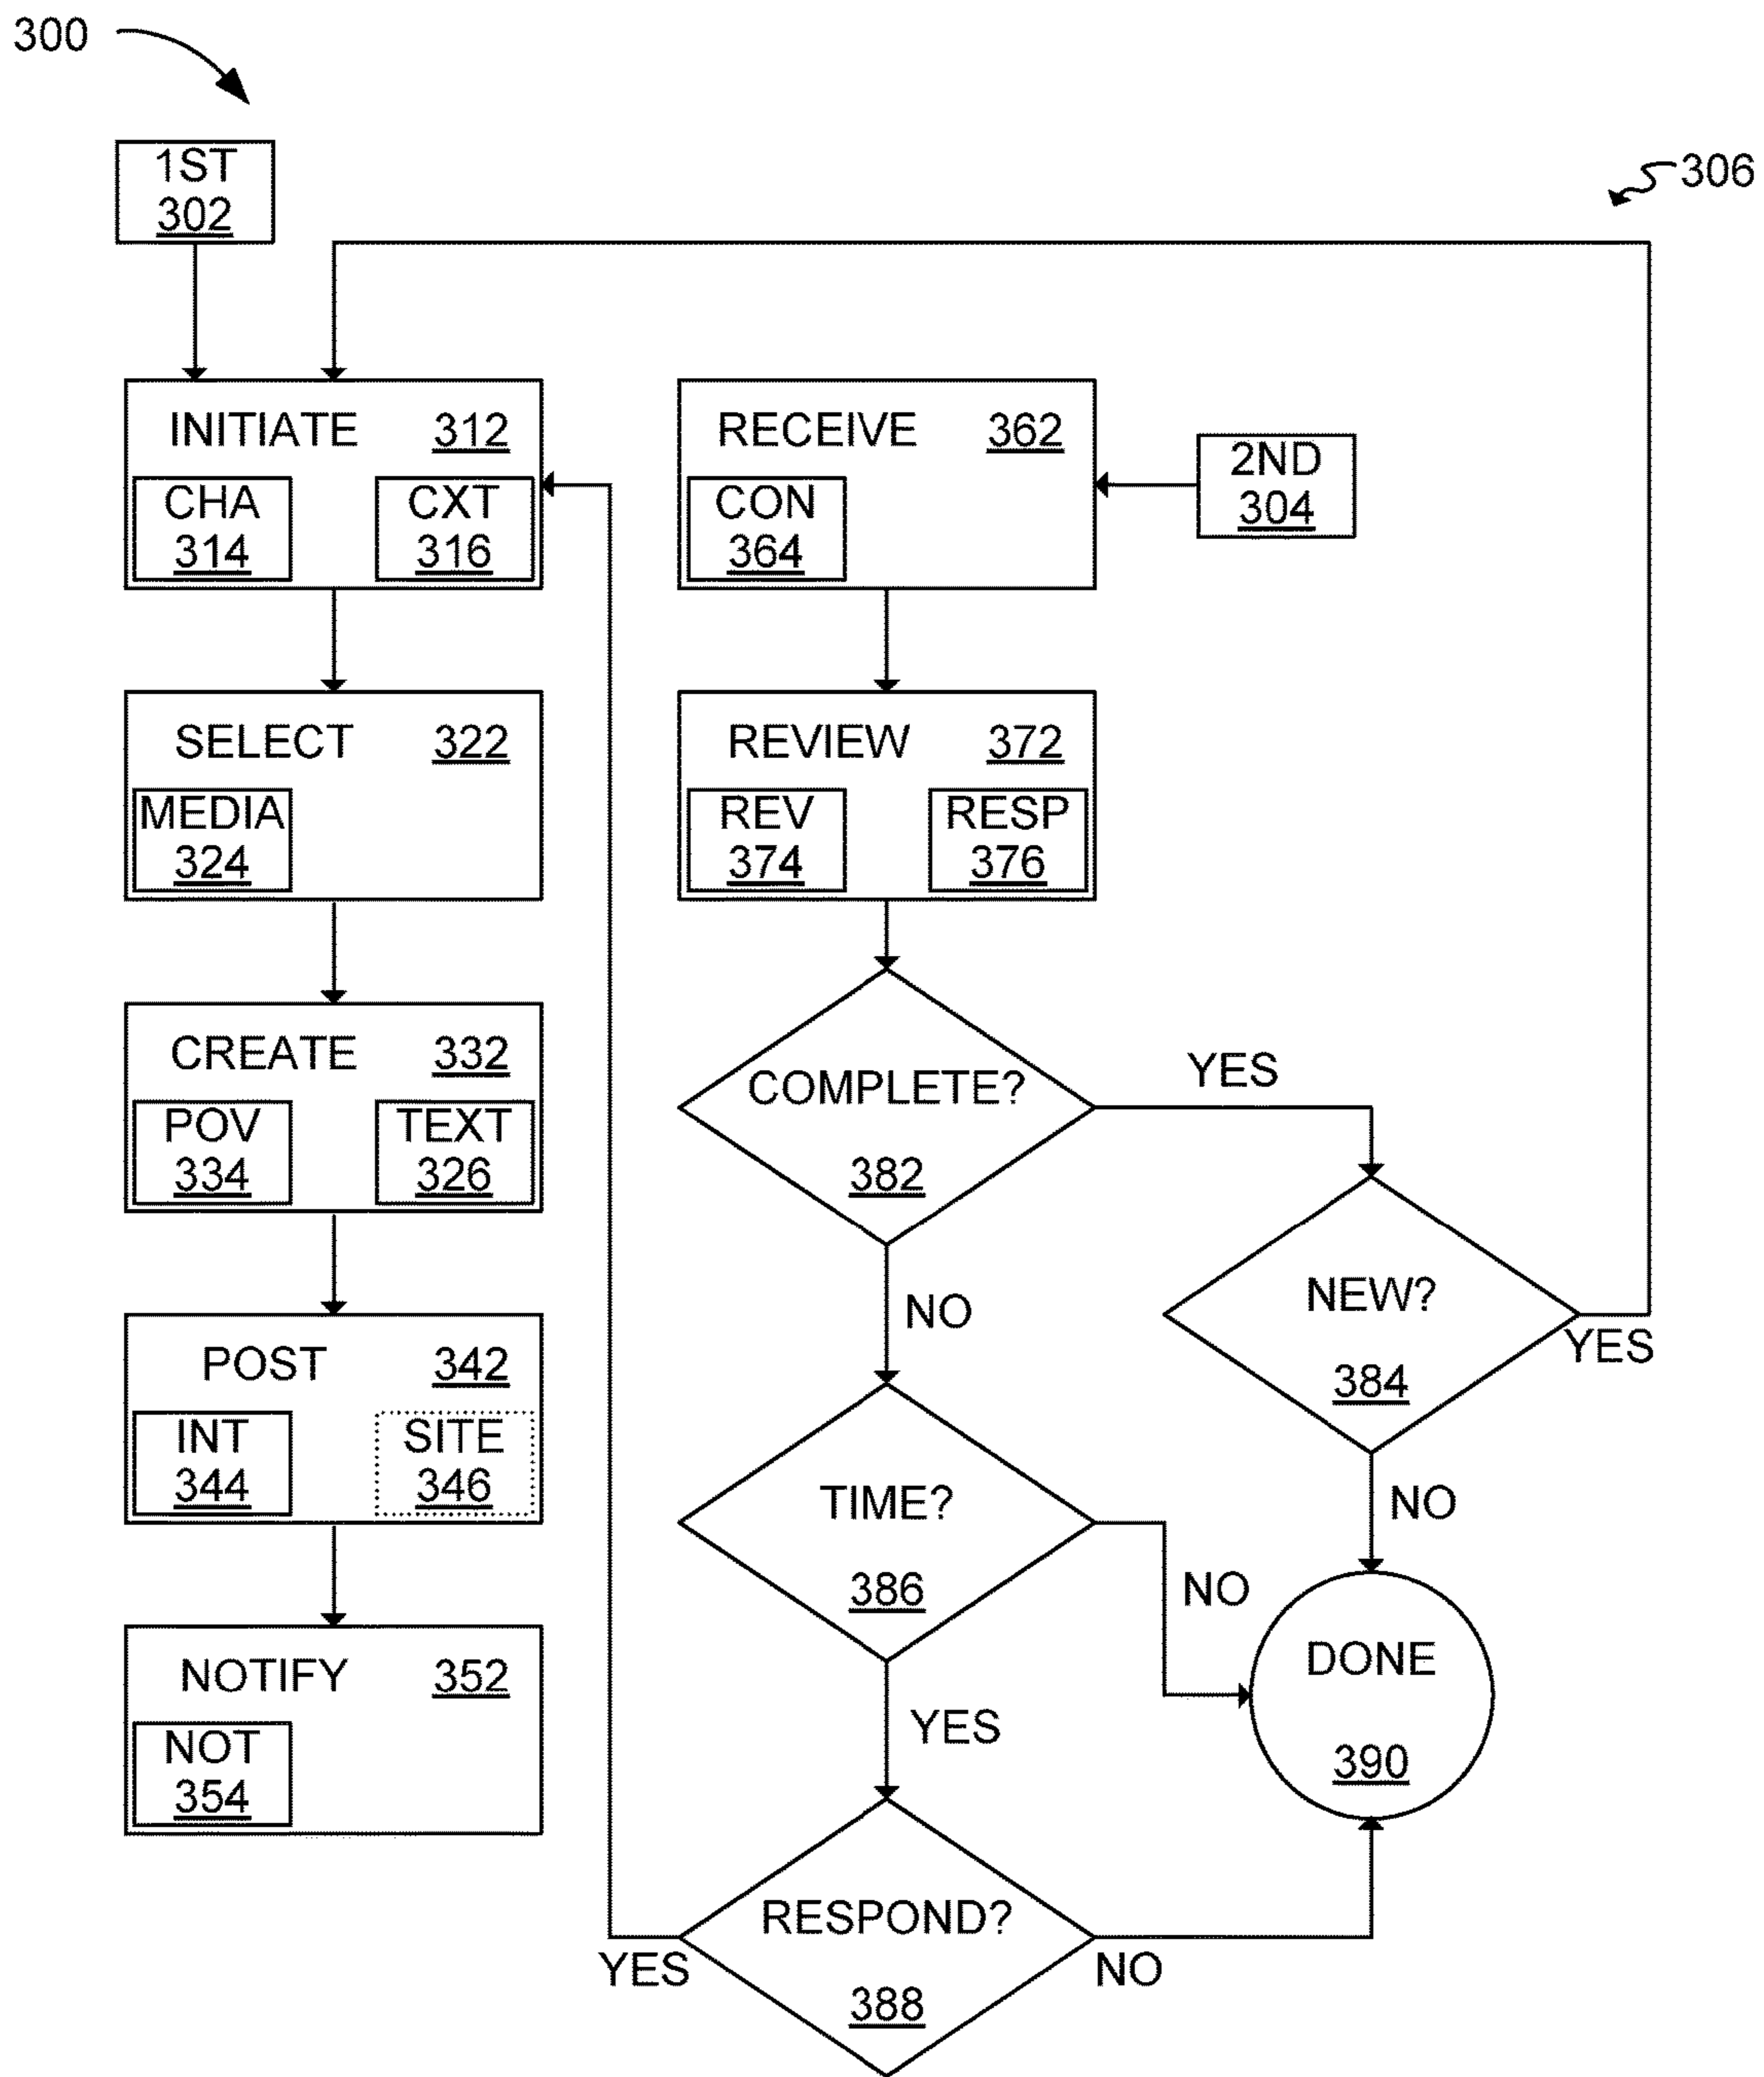 300
1ST
302
306
INITIATE 312
CHA
314
CXT
316
RECEIVE 362
CON
364
2ND
304
SELECT 322
MEDIA
324
REVIEW 372
REV
374
RESP
376
CREATE 332
POV
334
TEXT
326
COMPLETE?
382
YES
NO
NEW?
384
YES
NO
POST 342
INT
344
SITE
346
TIME?
386
NO
YES
NOTIFY 352
NOT
354
DONE
390
RESPOND?
388
YES
NO